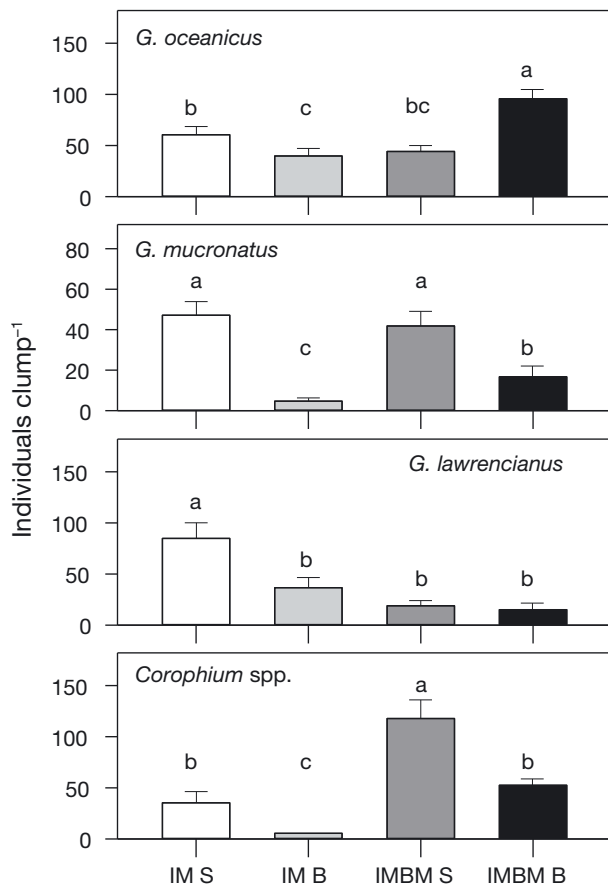 Individuals clump⁻¹
G. oceanicus
150
100
50
0
b
c
bc
a
G. mucronatus
80
60
40
20
0
a
c
a
b
G. lawrencianus
150
100
50
0
a
b
b
b
Corophium spp.
150
100
50
0
b
c
a
b
IM S IM B IMBM S IMBM B